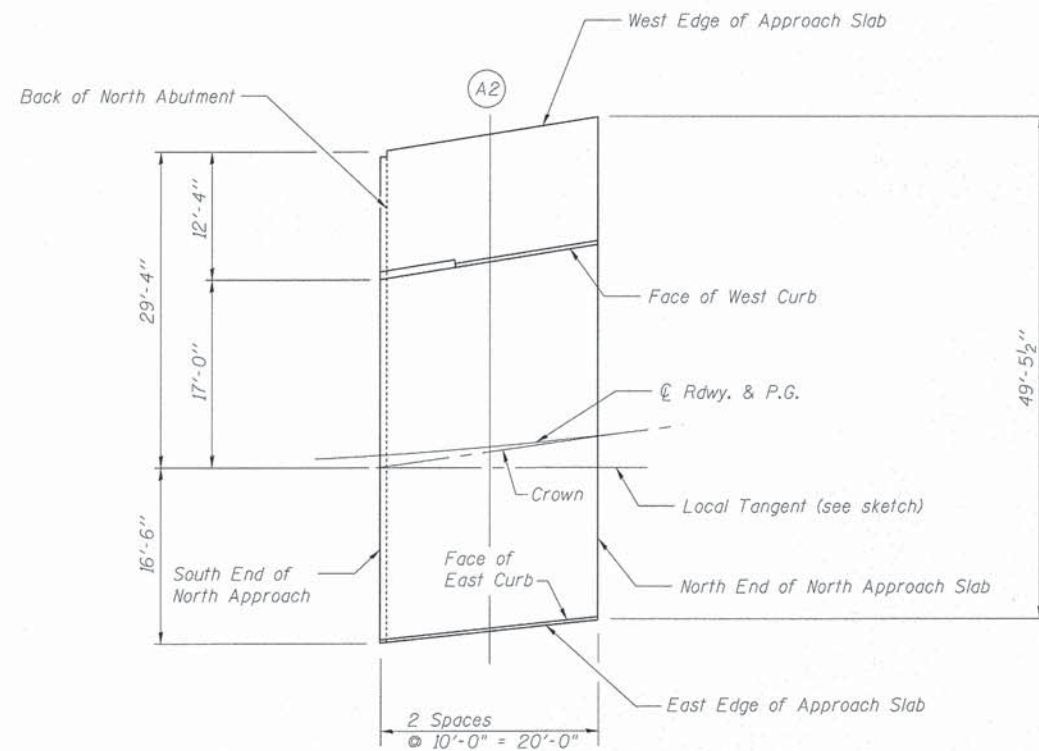 West Edge of Approach Slab
Back of North Abutment
A2
12'-4"
29'-4"
17'-0"
Face of West Curb
49'-5½"
℄ Rdwy. & P.G.
Crown
Local Tangent (see sketch)
16'-6"
South End of
North Approach
Face of
East Curb
North End of North Approach Slab
East Edge of Approach Slab
2 Spaces
@ 10'-0" = 20'-0"